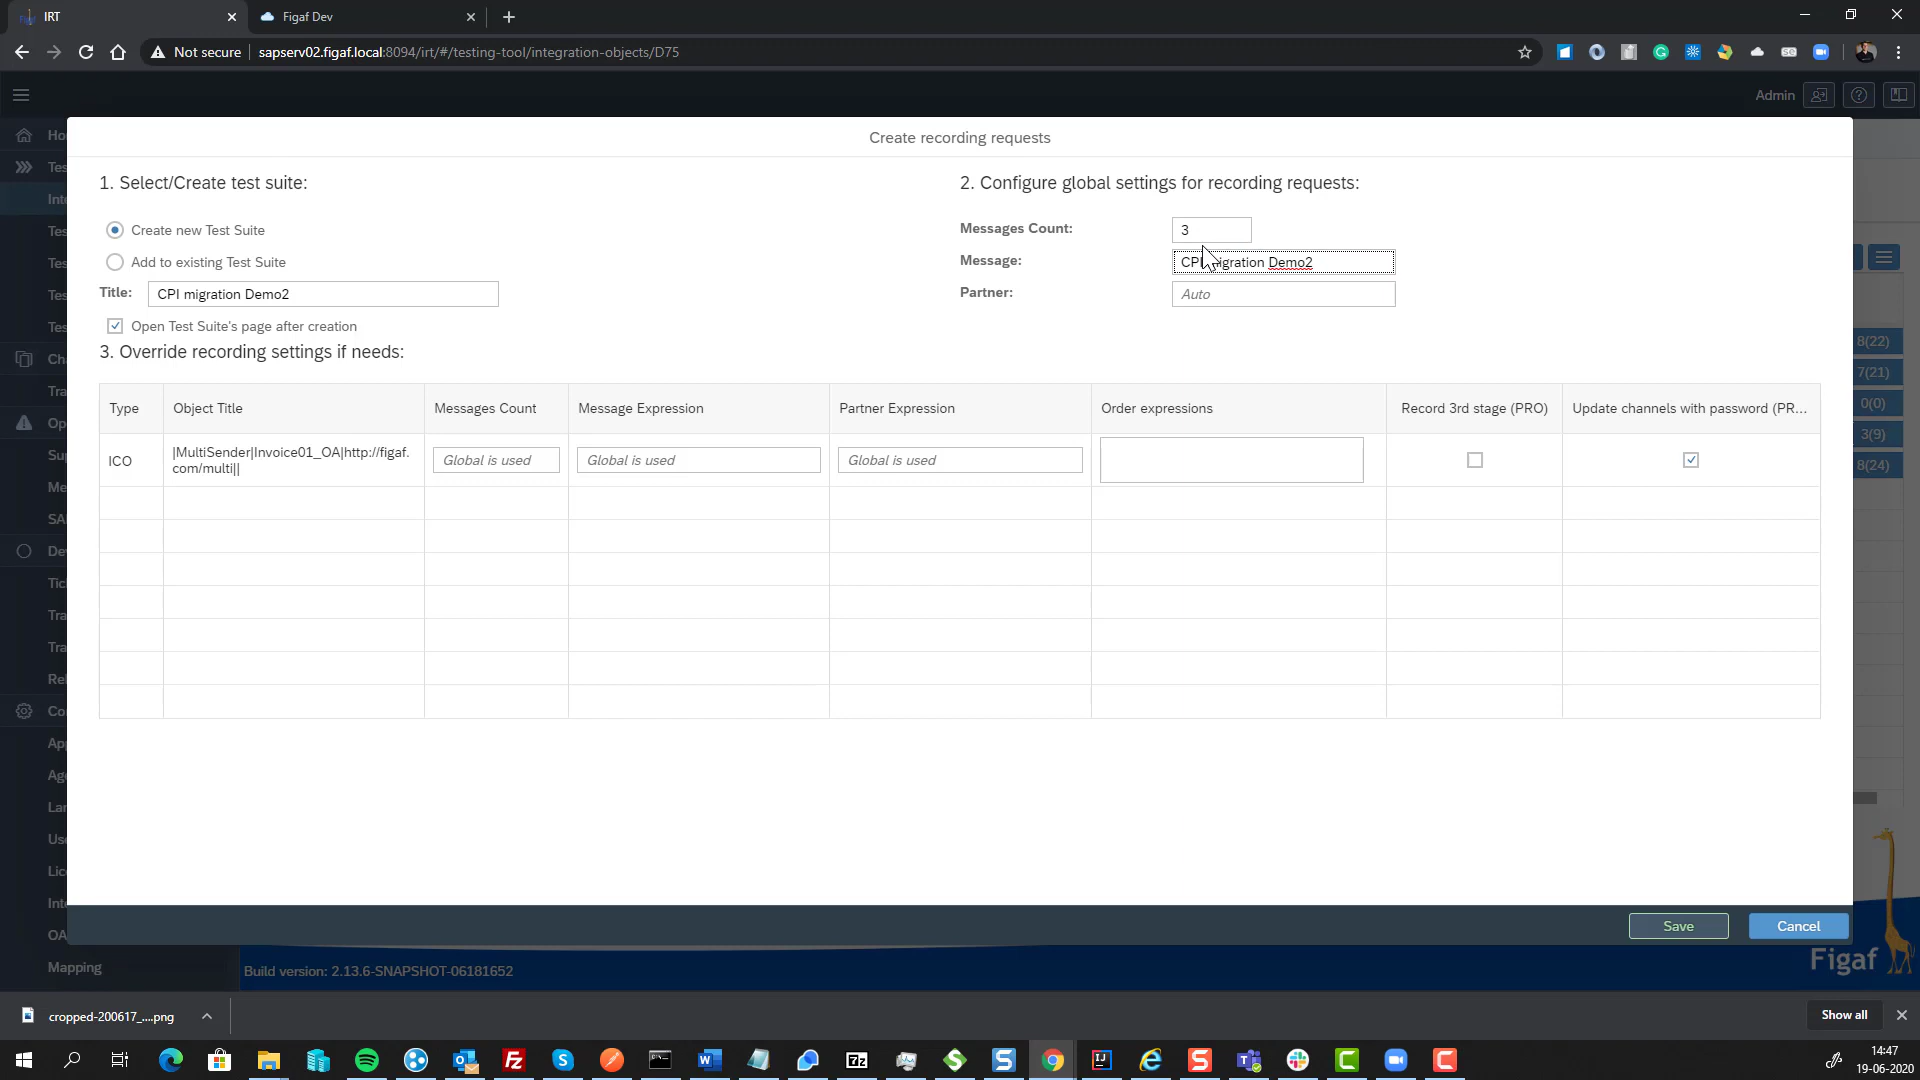 IRT
Figaf Dev
Not secure
sapserv02.figaf.local:8094/irt/#/testing-tool/integration-objects/D75
Admin
Create recording requests
1. Select/Create test suite:
2. Configure global settings for recording requests:
Create new Test Suite
Messages Count: 3
Add to existing Test Suite
Message:
Demo2
Title: CPI migration Demo2
Partner: Auto
Open Test Suite's page after creation
3. Override recording settings if needs:
8(22)
7(21)
0(0)
3(9)
8(24)
Type Object Title Messages Count Message Expression Partner Expression Order expressions Record 3rd stage (PRO) Update channels with password (PR...
ICO |MultiSender|Invoice01_OA|http://figaf. Global is used Global is used Global is used
com/multi||
Save Cancel
Mapping
Build version: 2.13.6-SNAPSHOT-06181652
Figaf
cropped-200617_....png
Show all
14:47
19-06-2020